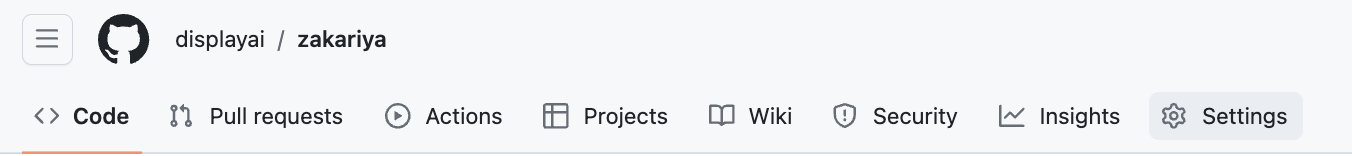 displayai / zakariya
Code Pull requests Actions Projects Wiki Security Insights Settings